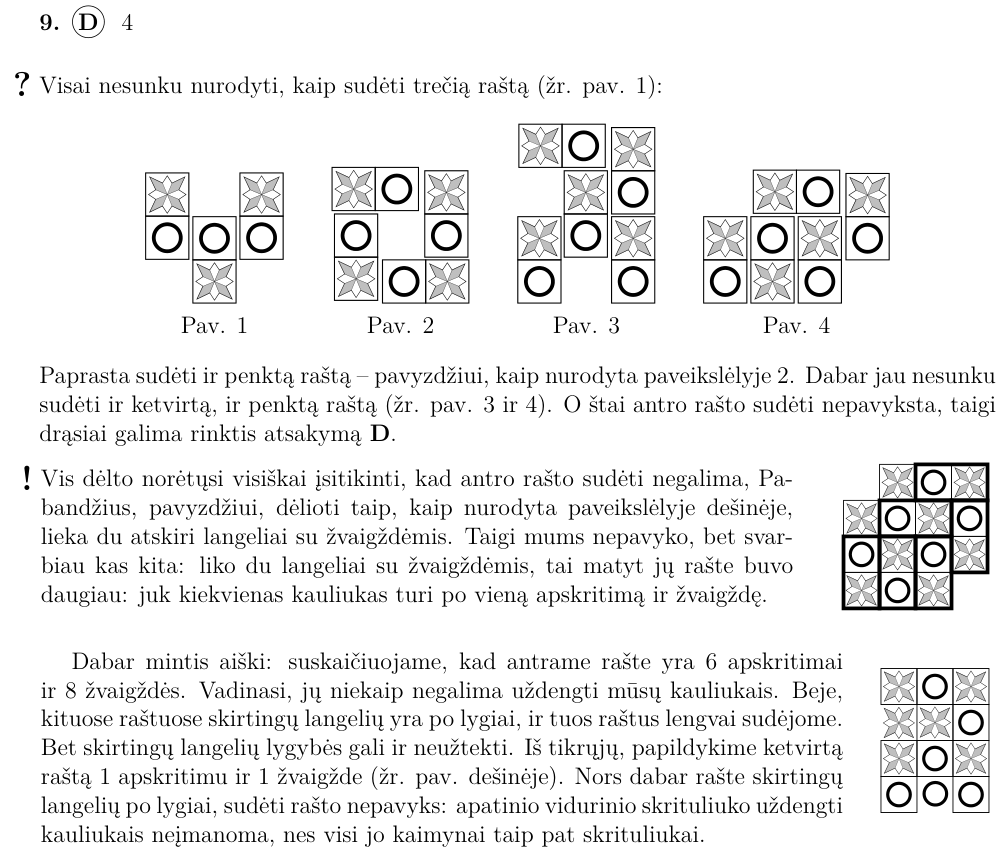 9. D 4
? Visai nesunku nurodyti, kaip sudėti trečią raštą (žr. pav. 1):
Pav. 1 Pav. 2 Pav. 3 Pav. 4
Paprasta sudėti ir penktą raštą – pavyzdžiui, kaip nurodyta paveikslėlyje 2. Dabar jau nesunku
sudėti ir ketvirtą, ir penktą raštą (žr. pav. 3 ir 4). O štai antro rašto sudėti nepavyksta, taigi
drąsiai galima rinktis atsakymą D.
! Vis dėlto norėtųsi visiškai įsitikinti, kad antro rašto sudėti negalima, Pa-
bandžius, pavyzdžiui, dėlioti taip, kaip nurodyta paveikslėlyje dešinėje,
lieka du atskiri langeliai su žvaigždėmis. Taigi mums nepavyko, bet svar-
biau kas kita: liko du langeliai su žvaigždėmis, tai matyt jų rašte buvo
daugiau: juk kiekvienas kauliukas turi po vieną apskritimą ir žvaigždę.
Dabar mintis aiški: suskaičiuojame, kad antrame rašte yra 6 apskritimai
ir 8 žvaigždės. Vadinasi, jų niekaip negalima uždengti mūsų kauliukais. Beje,
kituose raštuose skirtingų langelių yra po lygiai, ir tuos raštus lengvai sudėjome.
Bet skirtingų langelių lygybės gali ir neužtekti. Iš tikrųjų, papildykime ketvirtą
raštą 1 apskritimu ir 1 žvaigžde (žr. pav. dešinėje). Nors dabar rašte skirtingų
langelių po lygiai, sudėti rašto nepavyks: apatinio vidurinio skrituliuko uždengti
kauliukais neįmanoma, nes visi jo kaimynai taip pat skrituliukai.